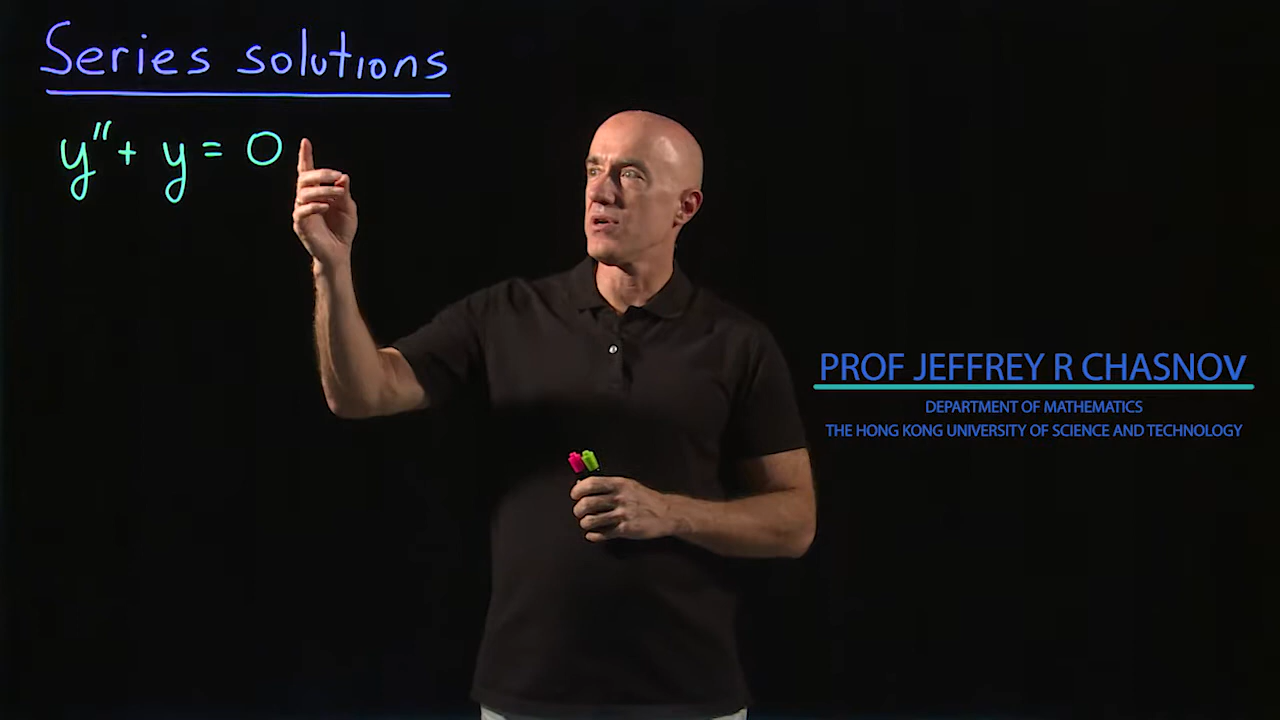 Series solutions
y'' + y = 0
PROF JEFFREY R CHASNOV
DEPARTMENT OF MATHEMATICS
THE HONG KONG UNIVERSITY OF SCIENCE AND TECHNOLOGY